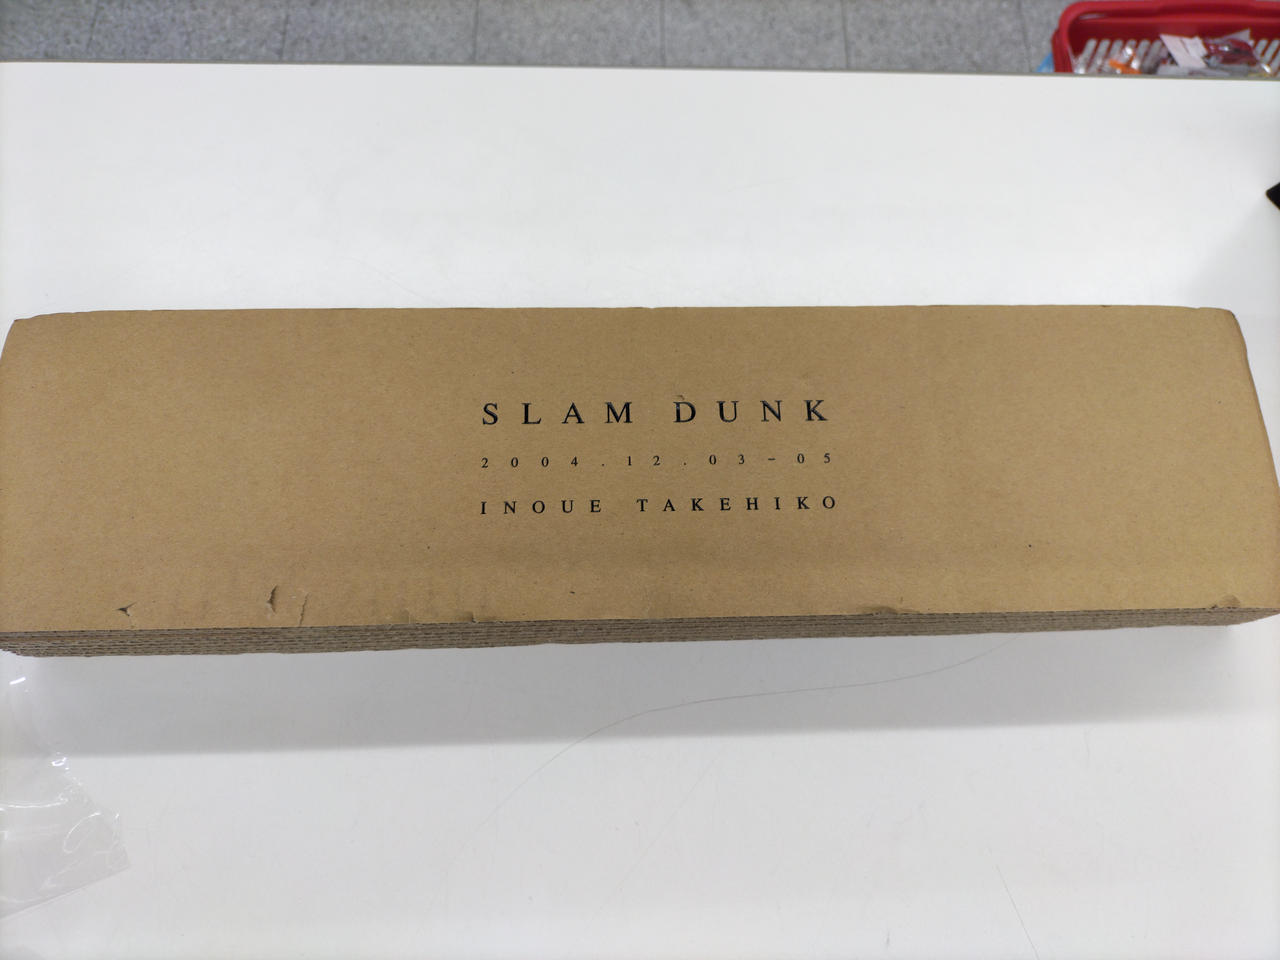 SLAM DUNK
2004.12.03-05
INOUE TAKEHIKO